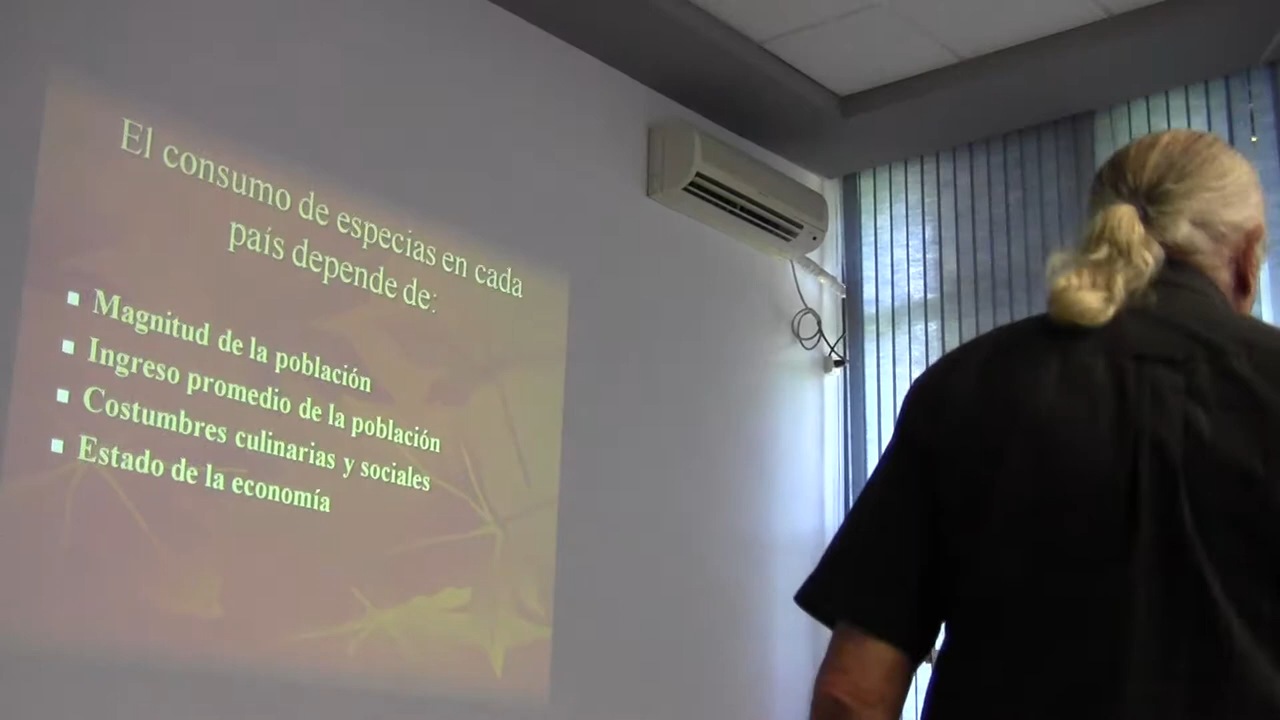 El consumo de especias en cada
país depende de:
Magnitud de la población
Ingreso promedio de la población
Costumbres culinarias y sociales
Estado de la economía